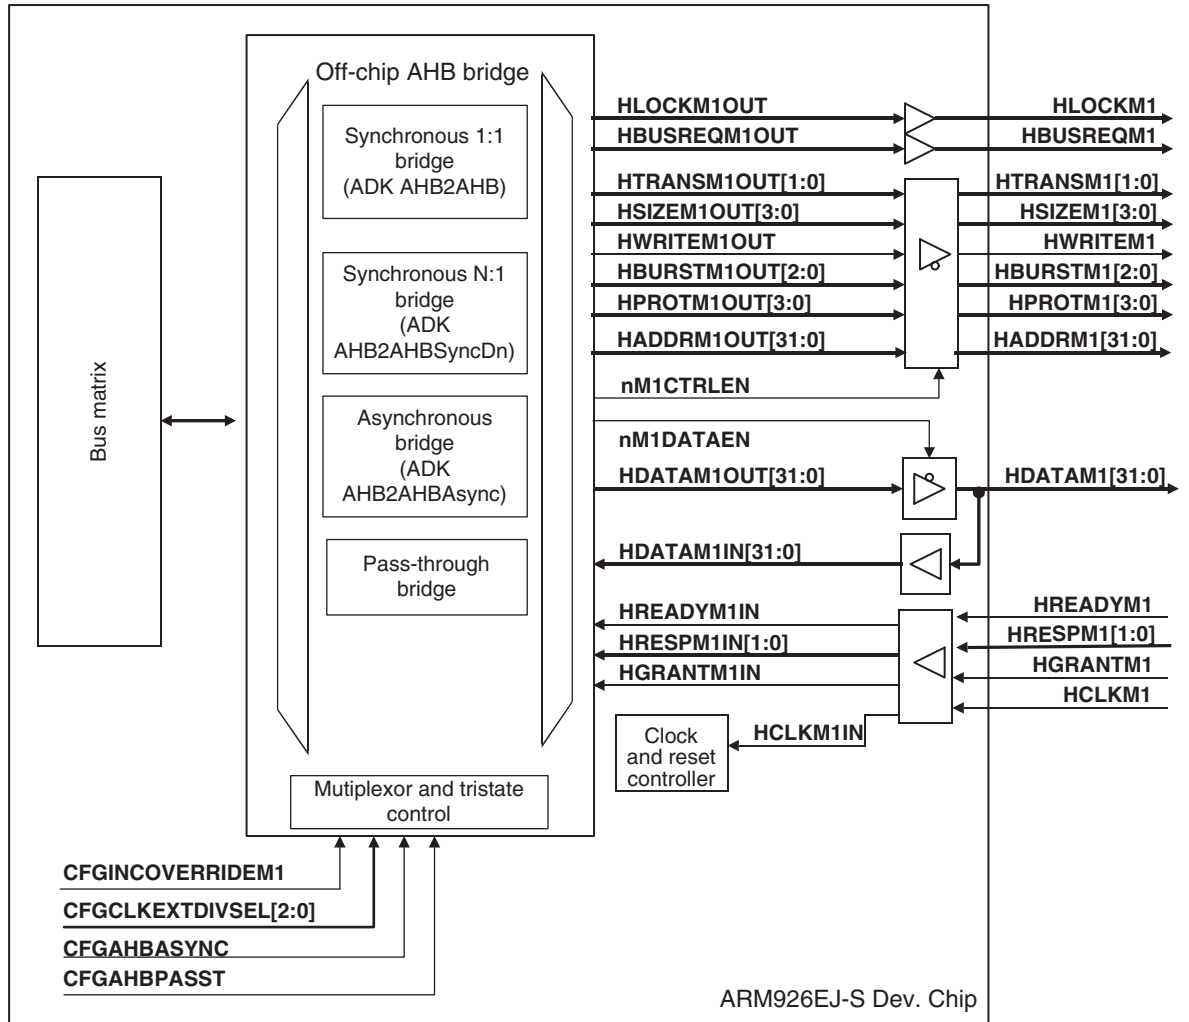 Off-chip AHB bridge
HLOCKM1OUT
HLOCKM1
Synchronous 1:1
bridge
(ADK AHB2AHB)
HBUSREQM1OUT
HBUSREQM1
HTRANSM1OUT[1:0]
HTRANSM1[1:0]
HSIZEM1OUT[3:0]
HSIZEM1[3:0]
HWRITEM1OUT
HWRITEM1
Synchronous N:1
bridge
(ADK
AHB2AHBSyncDn)
HBURSTM1OUT[2:0]
HBURSTM1[2:0]
HPROTM1OUT[3:0]
HPROTM1[3:0]
HADDRM1OUT[31:0]
HADDRM1[31:0]
nM1CTRLEN
Bus matrix
Asynchronous
bridge
(ADK
AHB2AHBAsync)
nM1DATAEN
HDATAM1OUT[31:0]
HDATAM1[31:0]
HDATAM1IN[31:0]
Pass-through
bridge
HREADYM1IN
HREADYM1
HRESPM1IN[1:0]
HRESPM1[1:0]
HGRANTM1IN
HGRANTM1
HCLKM1
HCLKM1IN
Clock
and reset
controller
Mutiplexor and tristate
control
CFGINCOVERRIDEM1
CFGCLKEXTDIVSEL[2:0]
CFGAHBASYNC
CFGAHBPASST
ARM926EJ-S Dev. Chip